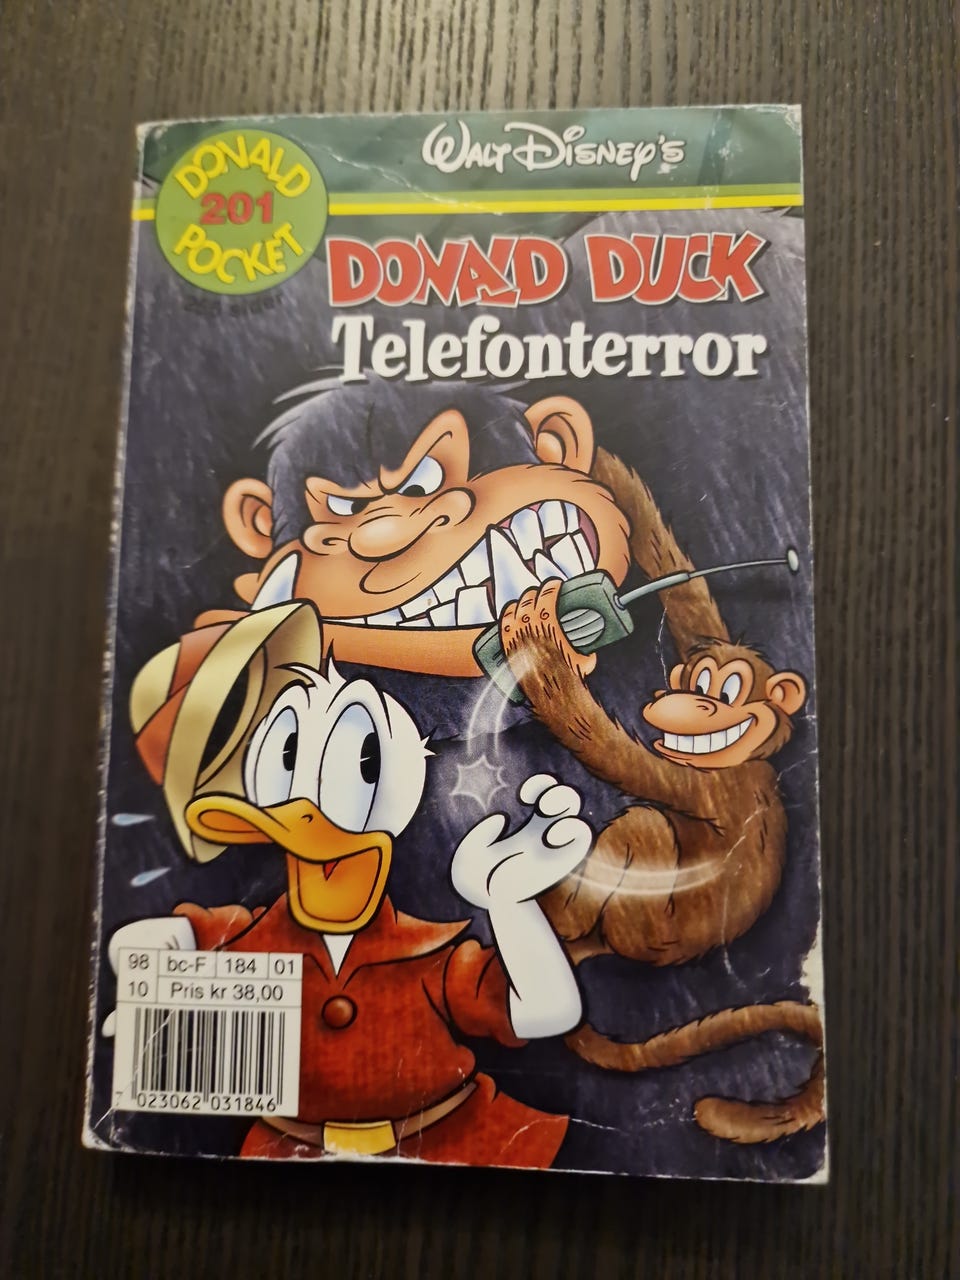 WALT DISNEY'S
DONALD
201
POCKET
DONALD DUCK
Telefonterror
98 bc-F 184 01
10 Pris kr 38,00
7 023062 031846